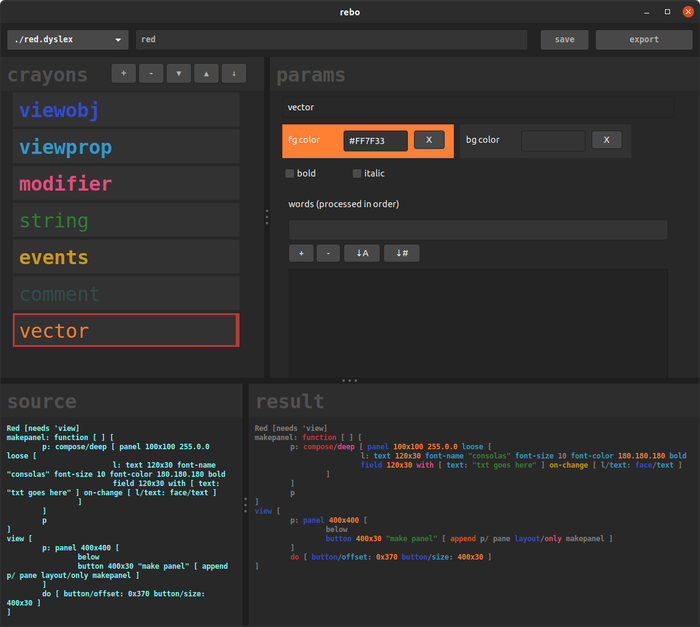 rebo
./red.dyslex red save export
crayons + - ▼ ▲ ↓
viewobj
viewprop
modifier
string
events
comment
vector
params
vector
fg color #FF7F33 X bg color X
bold italic
words (processed in order)
+ - ↓A ↓#
source
Red [needs 'view]
makepanel: function [ ] [
p: compose/deep [ panel 100x100 255.0.0
loose [
l: text 120x30 font-name
"consolas" font-size 10 font-color 180.180.180 bold
field 120x30 with [ text:
"txt goes here" ] on-change [ l/text: face/text ]
]
]
p
]
view [
p: panel 400x400 [
below
button 400x30 "make panel" [ append
p/ pane layout/only makepanel ]
]
do [ button/offset: 0x370 button/size:
400x30 ]
]
result
Red [needs 'view]
makepanel: function [ ] [
p: compose/deep [ panel 100x100 255.0.0 loose [
l: text 120x30 font-name "consolas" font-size 10 font-color 180.180.180 bold
field 120x30 with [ text: "txt goes here" ] on-change [ l/text: face/text ]
]
]
p
]
view [
p: panel 400x400 [
below
button 400x30 "make panel" [ append p/ pane layout/only makepanel ]
]
do [ button/offset: 0x370 button/size: 400x30 ]
]